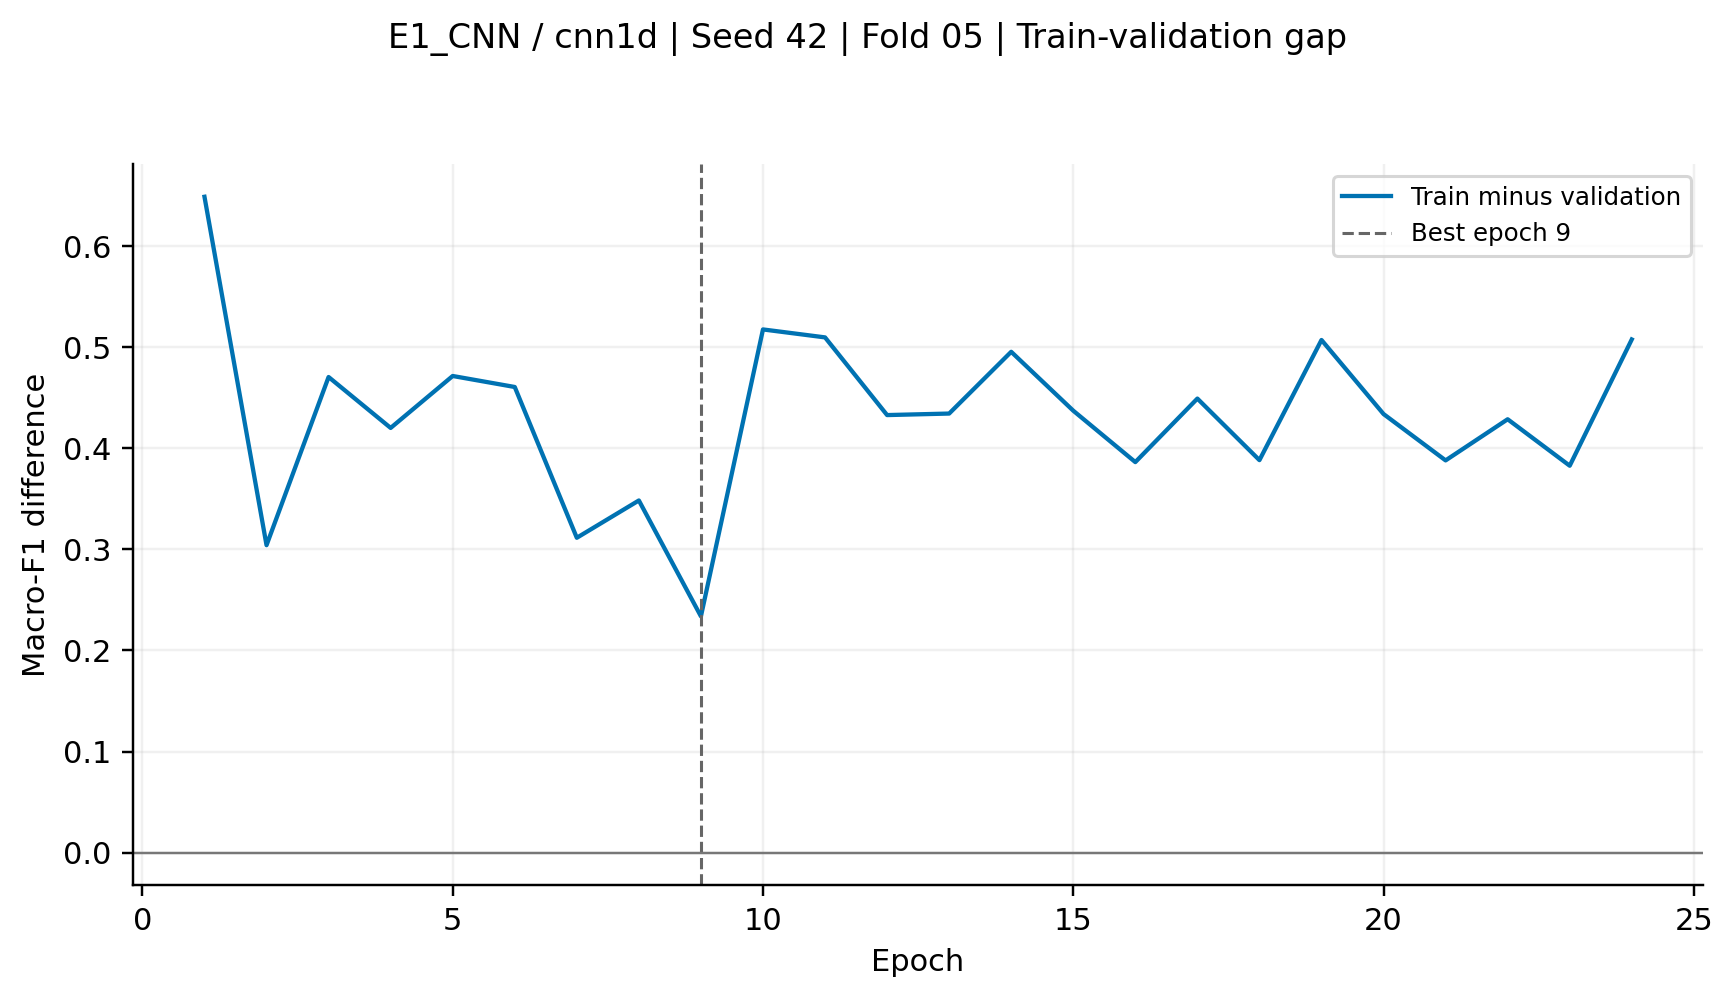 E1_CNN / cnn1d | Seed 42 | Fold 05 | Train-validation gap
Train minus validation
Best epoch 9
Macro-F1 difference
0.6
0.5
0.4
0.3
0.2
0.1
0.0
0 5 10 15 20 25
Epoch